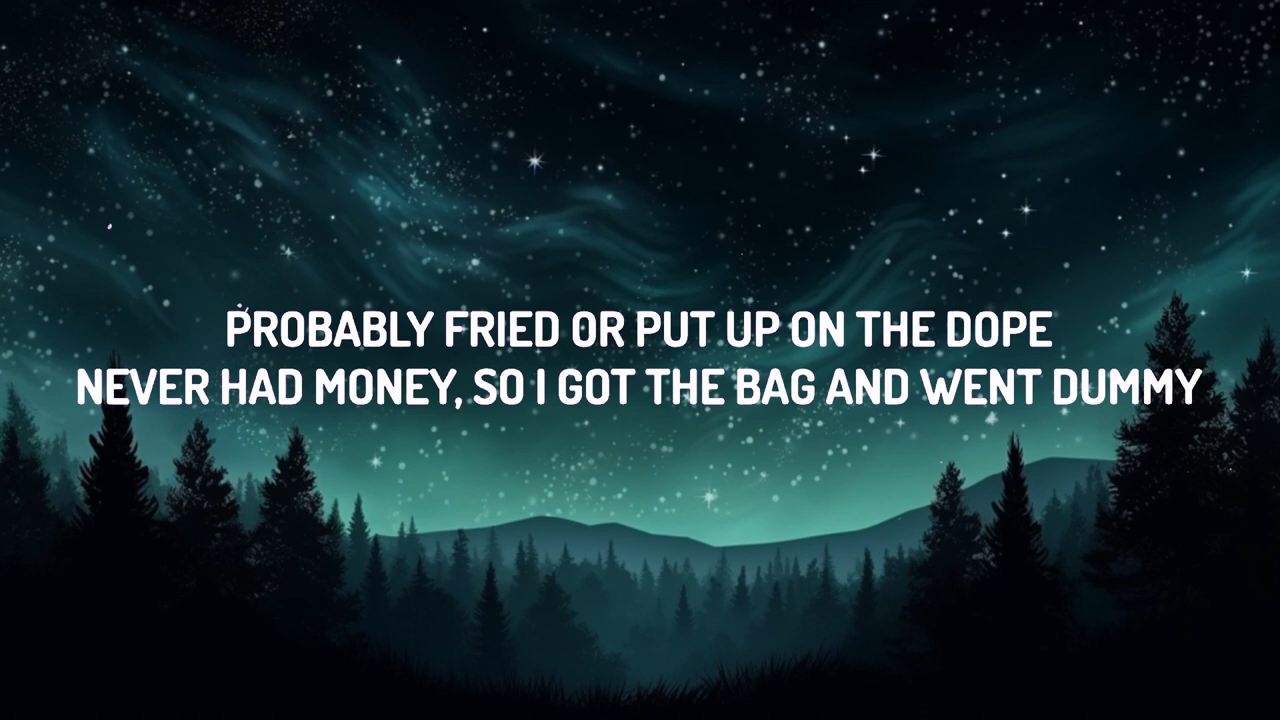 PROBABLY FRIED OR PUT UP ON THE DOPE
NEVER HAD MONEY, SO I GOT THE BAG AND WENT DUMMY